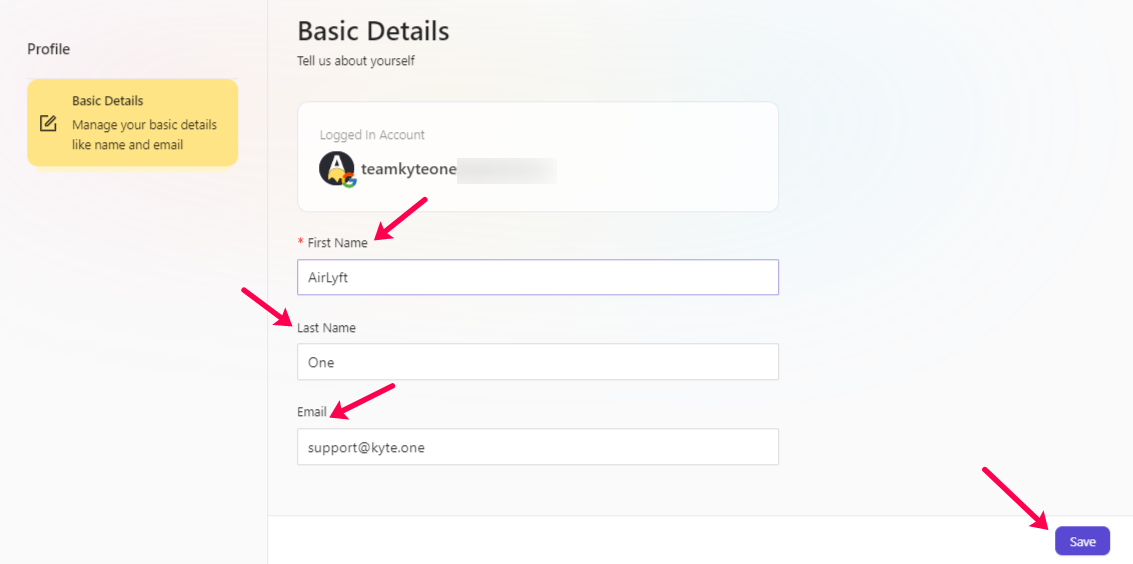 Profile
Basic Details
Manage your basic details
like name and email
Basic Details
Tell us about yourself
Logged In Account
teamkyteone
* First Name
AirLyft
Last Name
One
Email
support@kyte.one
Save